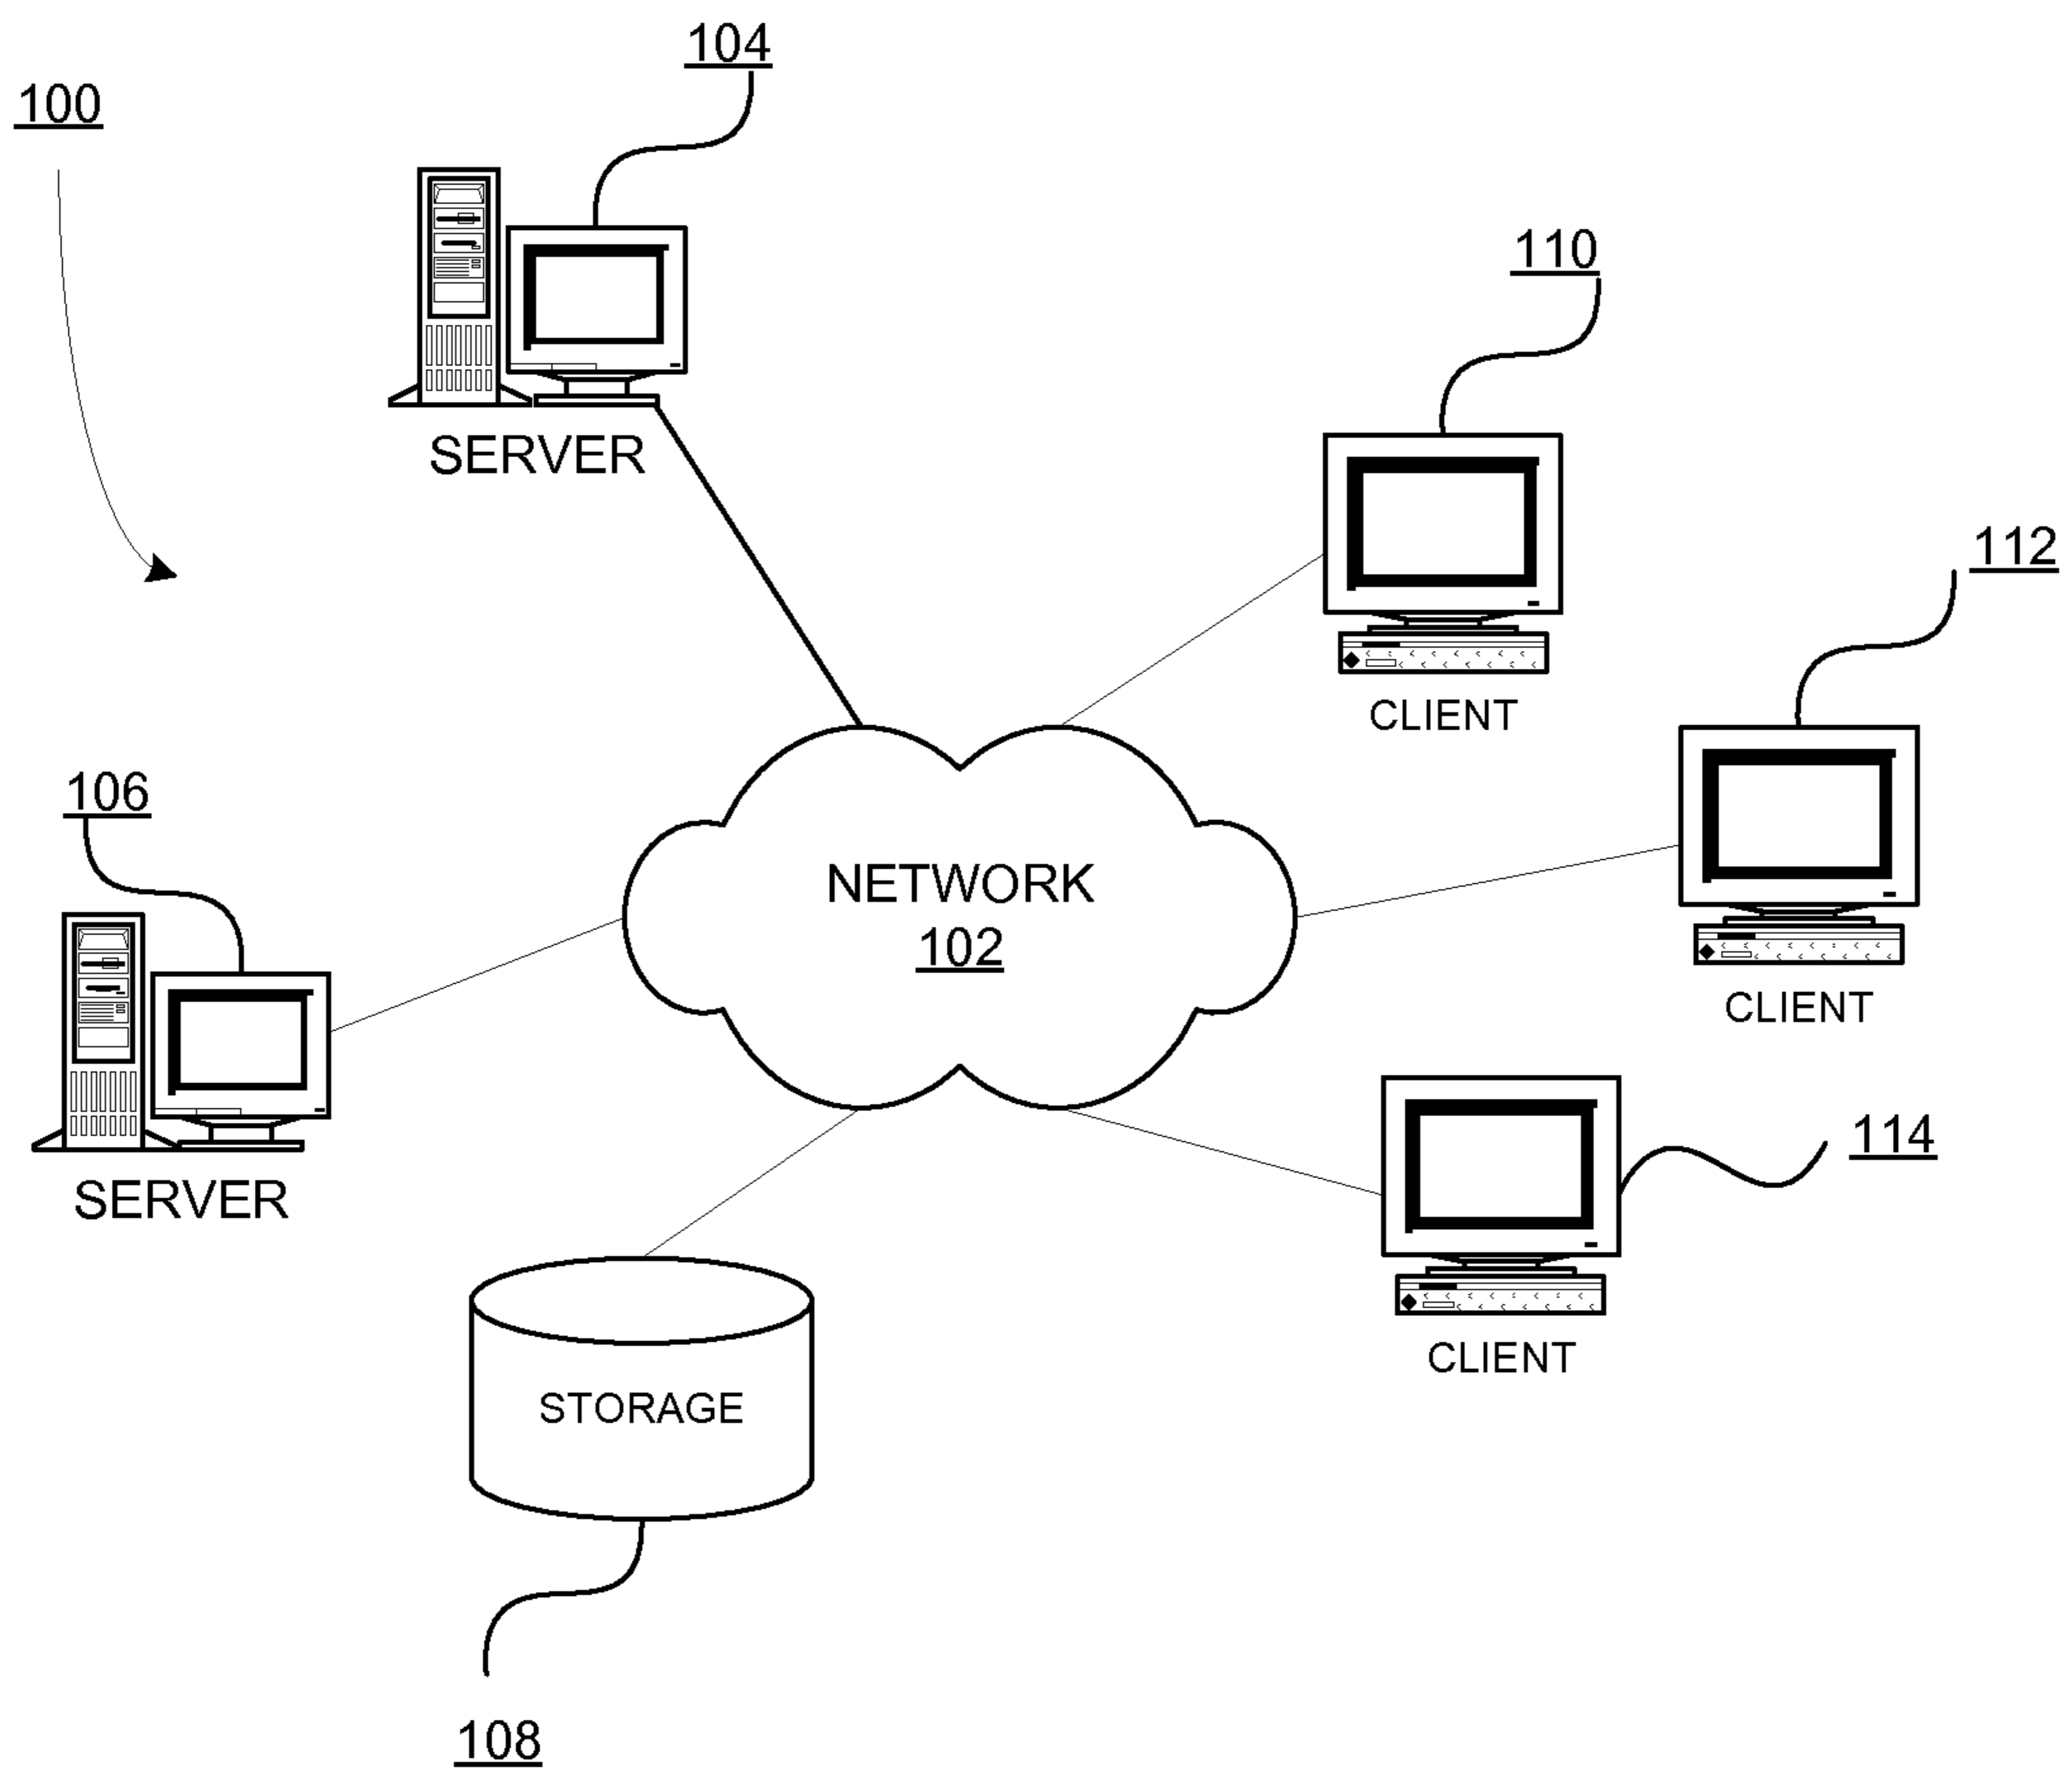 104
100
SERVER
110
CLIENT
112
CLIENT
106
SERVER
NETWORK
102
114
CLIENT
STORAGE
108